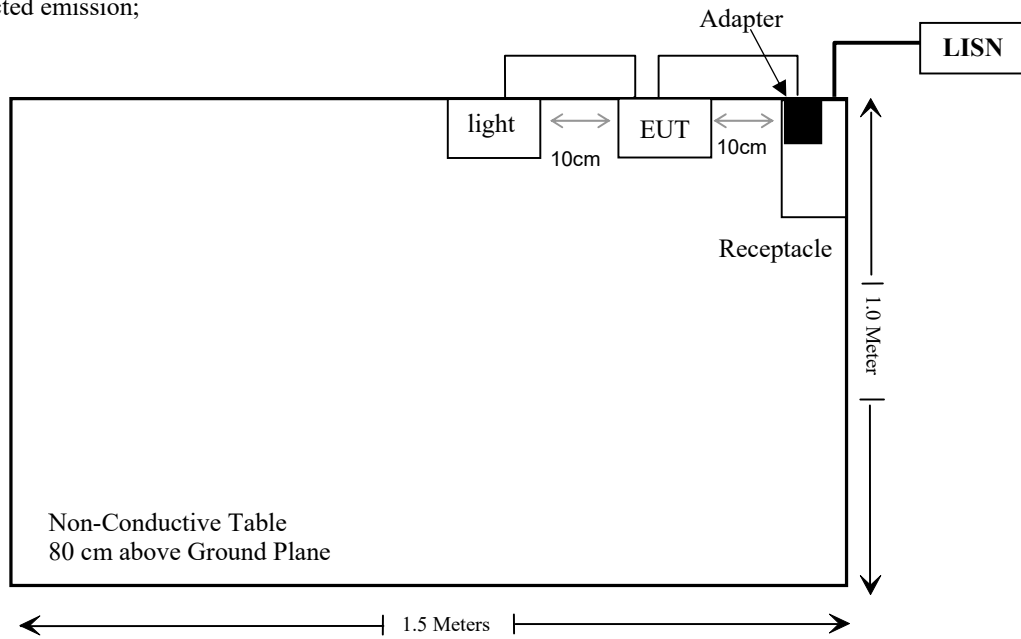 cted emission;
Adapter
LISN
light
EUT
10cm
10cm
Receptacle
1.0 Meter
Non-Conductive Table
80 cm above Ground Plane
1.5 Meters